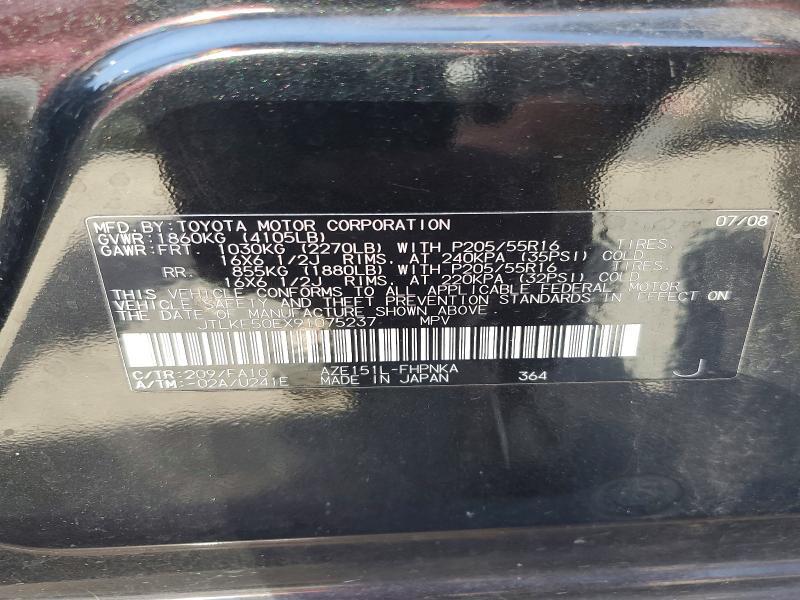 MFD.BY:TOYOTA MOTOR CORPORATION 07/08
GVWR:1860KG (4105LB)
GAWR:FRT. 1030KG (2270LB) WITH P205/55R16 TIRES.
16X6 1/2J RIMS. AT 240KPA (35PSI) COLD
RR. 855KG (1880LB) WITH P205/55R16 TIRES.
16X6 1/2J RIMS. AT 220KPA (32PSI) COLD
THIS VEHICLE CONFORMS TO ALL APPLICABLE FEDERAL MOTOR
VEHICLE SAFETY AND THEFT PREVENTION STANDARDS IN EFFECT ON
THE DATE OF MANUFACTURE SHOWN ABOVE.
JTLKE50EX91075237 MPV
C/TR:209/FA10 AZE151L-FHPNKA
A/TM:-02A/U241E MADE IN JAPAN 364 J